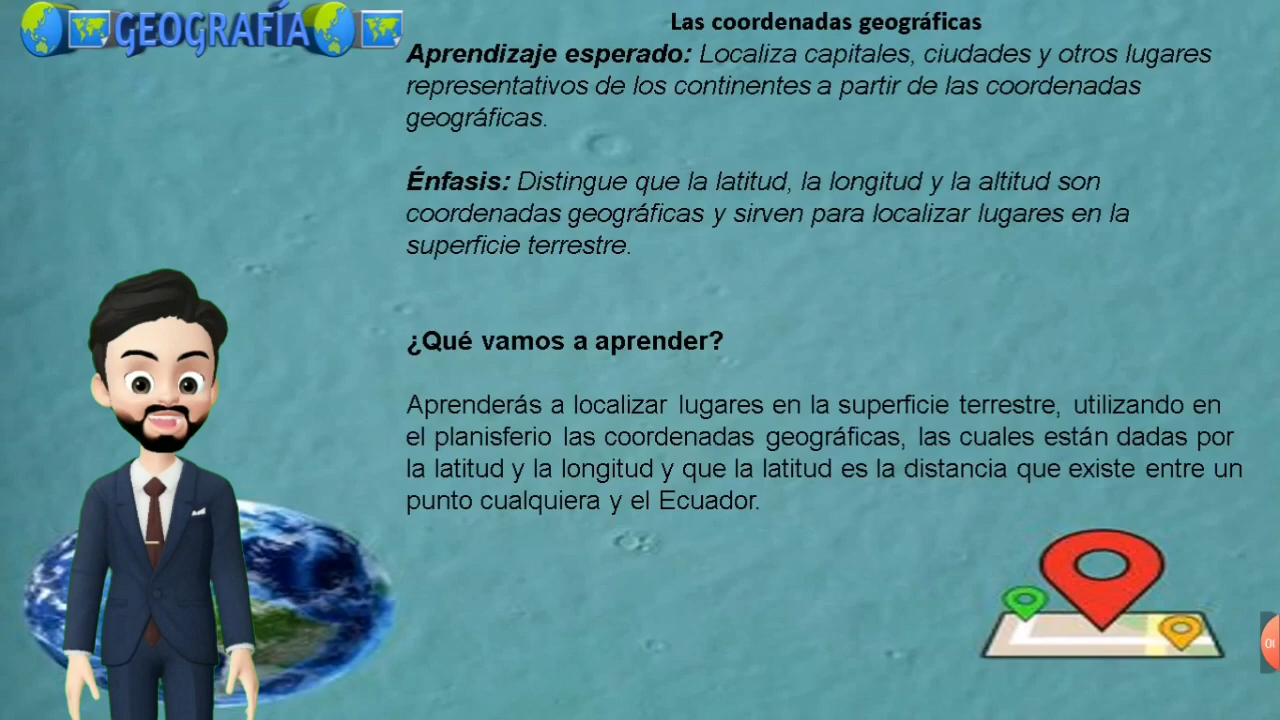 GEOGRAFÍA
Las coordenadas geográficas
Aprendizaje esperado: Localiza capitales, ciudades y otros lugares
representativos de los continentes a partir de las coordenadas
geográficas.
Énfasis: Distingue que la latitud, la longitud y la altitud son
coordenadas geográficas y sirven para localizar lugares en la
superficie terrestre.
¿Qué vamos a aprender?
Aprenderás a localizar lugares en la superficie terrestre, utilizando en
el planisferio las coordenadas geográficas, las cuales están dadas por
la latitud y la longitud y que la latitud es la distancia que existe entre un
punto cualquiera y el Ecuador.